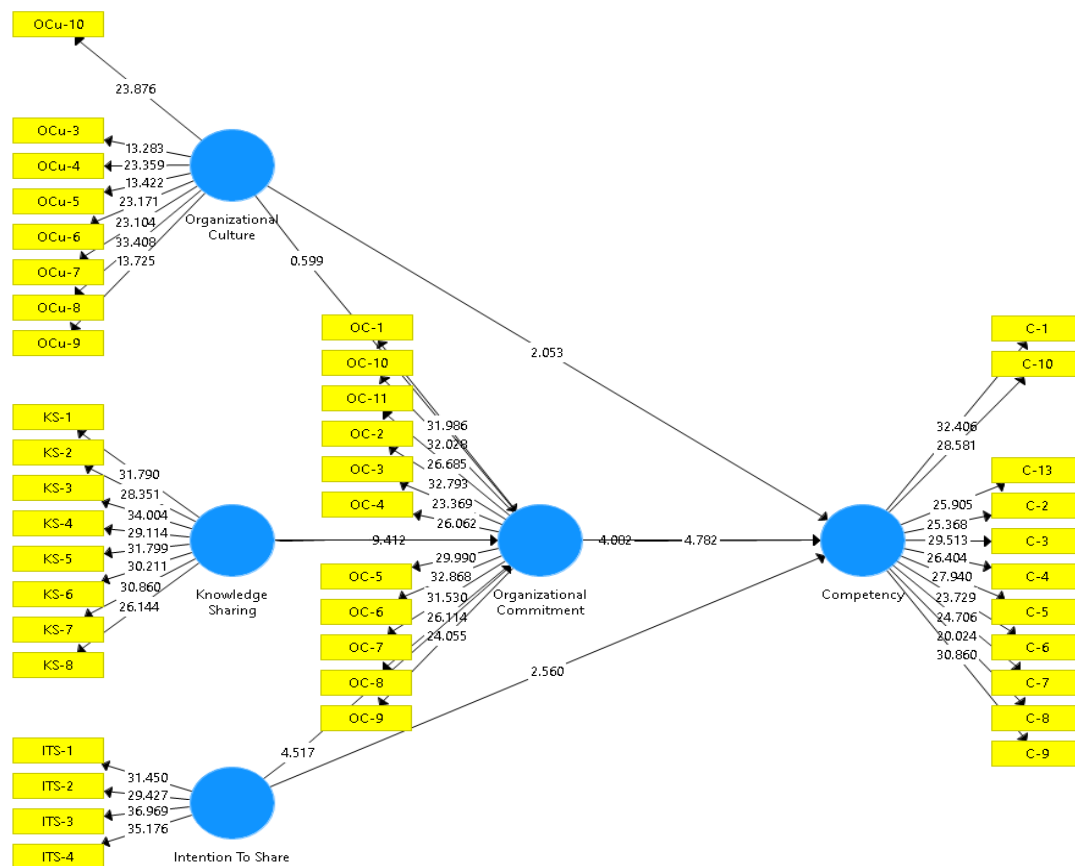 OCu-10
23.876
OCu-3
OCu-4
OCu-5
OCu-6
OCu-7
OCu-8
OCu-9
13.283
23.359
13.422
23.171
23.104
33.408
13.725
Organizational
Culture
0.599
2.053
KS-1
KS-2
KS-3
KS-4
KS-5
KS-6
KS-7
KS-8
31.790
28.351
34.004
29.114
31.799
30.211
30.860
26.144
Knowledge
Sharing
9.412
OC-1
OC-10
OC-11
OC-2
OC-3
OC-4
31.986
32.028
26.685
32.793
23.369
26.062
OC-5
OC-6
OC-7
OC-8
OC-9
29.990
32.868
31.530
26.114
24.055
Organizational
Commitment
4.082
4.782
ITS-1
ITS-2
ITS-3
ITS-4
31.450
29.427
36.969
35.176
Intention To Share
4.517
2.560
C-1
C-10
C-13
C-2
C-3
C-4
C-5
C-6
C-7
C-8
C-9
32.406
28.581
25.905
25.368
29.513
26.404
27.940
23.729
24.706
20.024
30.860
Competency